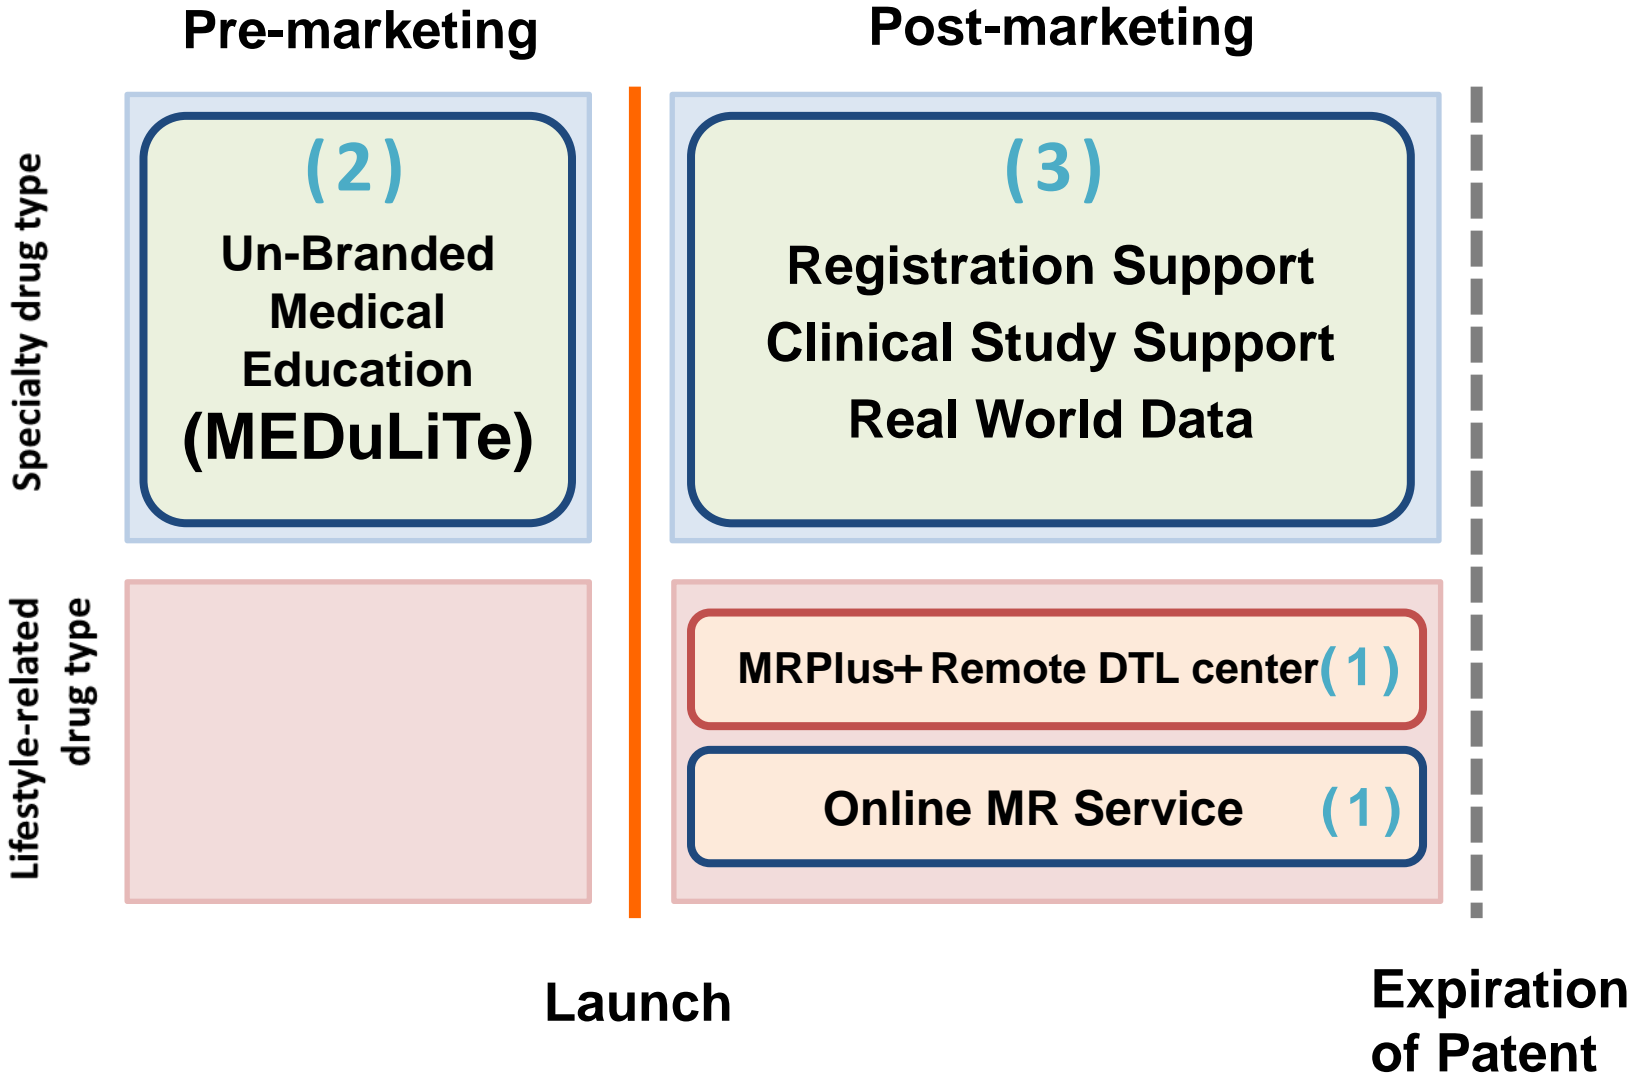 Pre-marketing
Post-marketing
Specialty drug type
(2)
Un-Branded
Medical
Education
(MEDuLiTe)
(3)
Registration Support
Clinical Study Support
Real World Data
Lifestyle-related
drug type
MRPlus+Remote DTL center(1)
Online MR Service (1)
Launch
Expiration
of Patent